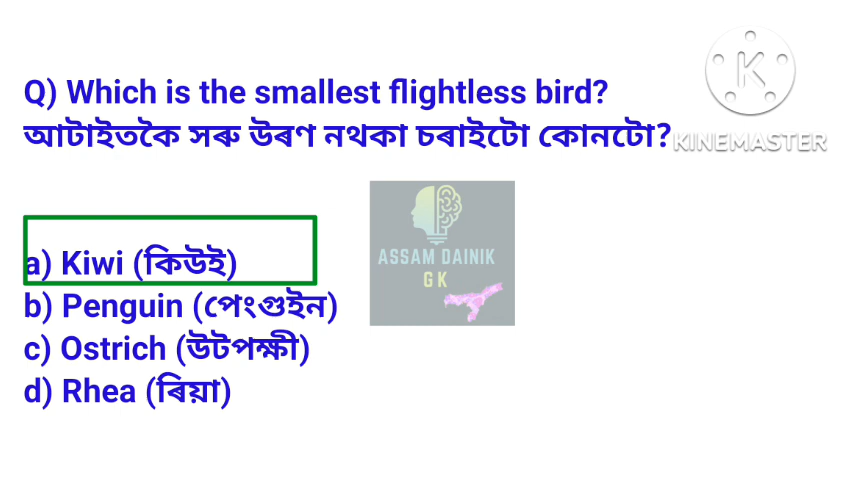 Q) Which is the smallest flightless bird?
আটাইতকৈ সৰু উৰণ নথকা চৰাইটো কোনটো?
KINEMASTER
a) Kiwi (কিউই)
ASSAM DAINIK
GK
b) Penguin (পেংগুইন)
c) Ostrich (উটপক্ষী)
d) Rhea (ৰিয়া)